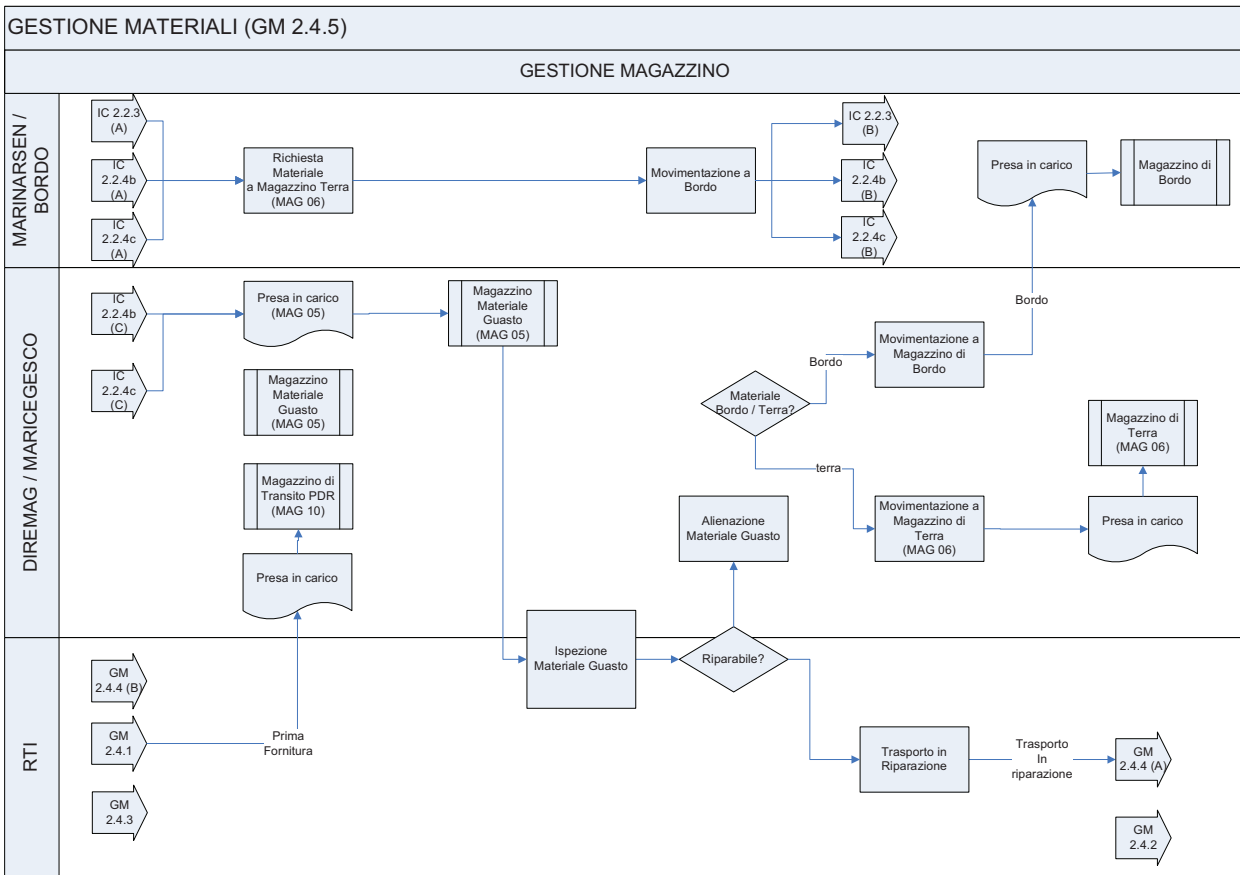 GESTIONE MATERIALI (GM 2.4.5)
GESTIONE MAGAZZINO
MARINARSEN /
BORDO
IC 2.2.3
(A)
IC
2.2.4b
(A)
IC
2.2.4c
(A)
Richiesta
Materiale
a Magazzino Terra
(MAG 06)
Movimentazione a
Bordo
IC 2.2.3
(B)
IC
2.2.4b
(B)
IC
2.2.4c
(B)
Presa in carico
Magazzino di
Bordo
DIREMAG / MARICEGESCO
IC
2.2.4b
(C)
IC
2.2.4c
(C)
Presa in carico
(MAG 05)
Magazzino
Materiale
Guasto
(MAG 05)
Magazzino
Materiale
Guasto
(MAG 05)
Magazzino di
Transito PDR
(MAG 10)
Presa in carico
Materiale
Bordo / Terra?
Bordo
Movimentazione a
Magazzino di
Bordo
Bordo
terra
Movimentazione a
Magazzino di
Terra
(MAG 06)
Magazzino di
Terra
(MAG 06)
Presa in carico
Alienazione
Materiale Guasto
RTI
GM
2.4.4 (B)
GM
2.4.1
GM
2.4.3
Prima
Fornitura
Ispezione
Materiale Guasto
Riparabile?
Trasporto in
Riparazione
Trasporto
In
riparazione
GM
2.4.4 (A)
GM
2.4.2